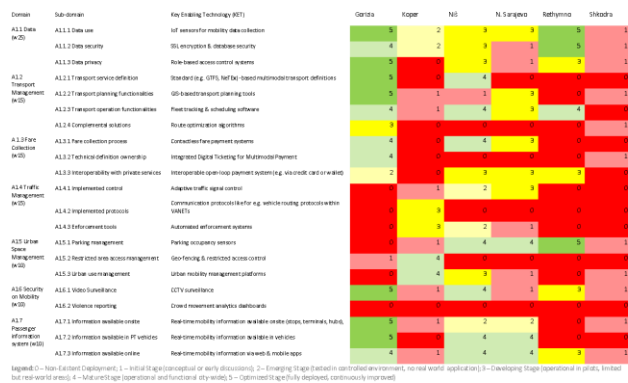 Domain Sub-domain Key Enabling Technology (KET) Gorizia Koper Niš N. Sarajevo Rethymno Shkodra
A1.1 Data (w25) A1.1.1 Data use IoT sensors for mobility data collection 5 2 3 3 5 1
A1.1.2 Data security SSL encryption & database security 4 2 3 1 5 1
A1.1.3 Data privacy Role-based access control systems 5 0 3 1 3 1
A1.2 Transport Management (w15) A1.2.1 Transport service definition Standard (e.g. GTFS, NeTEx)-based multimodal transport definitions 5 0 4 0 0 0
A1.2.2 Transport planning functionalities GIS-based transport planning tools 5 1 1 3 0 1
A1.2.3 Transport operation functionalities Fleet tracking & scheduling software 4 1 4 3 4 0
A1.2.4 Complementary solutions Route optimization algorithms 3 0 0 0 0 1
A1.3 Fare Collection (w15) A1.3.1 Fare collection process Contactless fare payment systems 4 0 4 3 0 1
A1.3.2 Technical definition ownership Integrated Digital Ticketing for Multimodal Payment 4 0 0 0 0 1
A1.3.3 Interoperability with private services Interoperable open-loop payment system (e.g. via credit card or wallet) 2 0 3 3 3 0
A1.4 Traffic Management (w15) A1.4.1 Implemented control Adaptive traffic signal control 0 1 2 3 0 0
A1.4.2 Implemented protocols Communication protocols like for e.g. vehicle routing protocols within VANETs 0 3 0 0 0 0
A1.4.3 Enforcement tools Automated enforcement systems 0 3 2 1 0 0
A1.5 Urban Space Management (w10) A1.5.1 Parking management Parking occupancy sensors 0 1 4 4 5 1
A1.5.2 Restricted area access management Geo-fencing & restricted access control 1 4 0 0 0 0
A1.5.3 Urban use management Urban mobility management platforms 0 4 3 1 0 1
A1.6 Security on Mobility (w10) A1.6.1 Video Surveillance CCTV surveillance 5 1 4 1 3 1
A1.6.2 Violence reporting Crowd movement analytics dashboards 0 0 0 0 0 0
A1.7 Passenger information system (w10) A1.7.1 Information available onsite Real-time mobility information available onsite (stops, terminals, hubs), 5 1 2 2 0 1
A1.7.2 Information available in PT vehicles Real-time mobility information available in vehicles 5 1 4 4 0 1
A1.7.3 Information available online Real-time mobility information via web & mobile apps 4 1 4 4 3 1
Legend: 0 – Non-Existent Deployment; 1 – Initial Stage (conceptual or early discussions); 2 – Emerging Stage (tested in controlled environment, no real world application); 3 – Developing Stage (operational in pilots, limited
but real-world areas); 4 – Mature Stage (operational and functional city-wide); 5 – Optimized Stage (fully deployed, continuously improved)